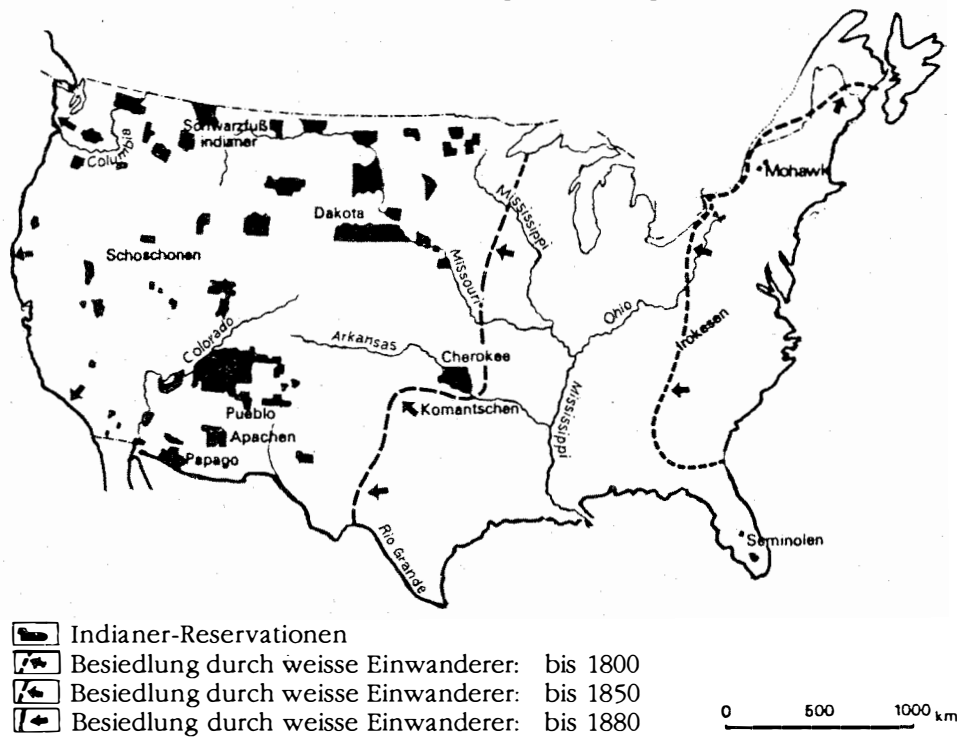 Schwarzfuß
indianer
Columbia
Mohawk
Dakota
Mississippi
Schoschonen
Missouri
Ohio
Irokesen
Colorado
Arkansas
Cherokee
Mississippi
Pueblo
Komantschen
Apachen
Papago
Rio Grande
Seminolen
Indianer-Reservationen
Besiedlung durch weisse Einwanderer: bis 1800
Besiedlung durch weisse Einwanderer: bis 1850
Besiedlung durch weisse Einwanderer: bis 1880
0 500 1000 km